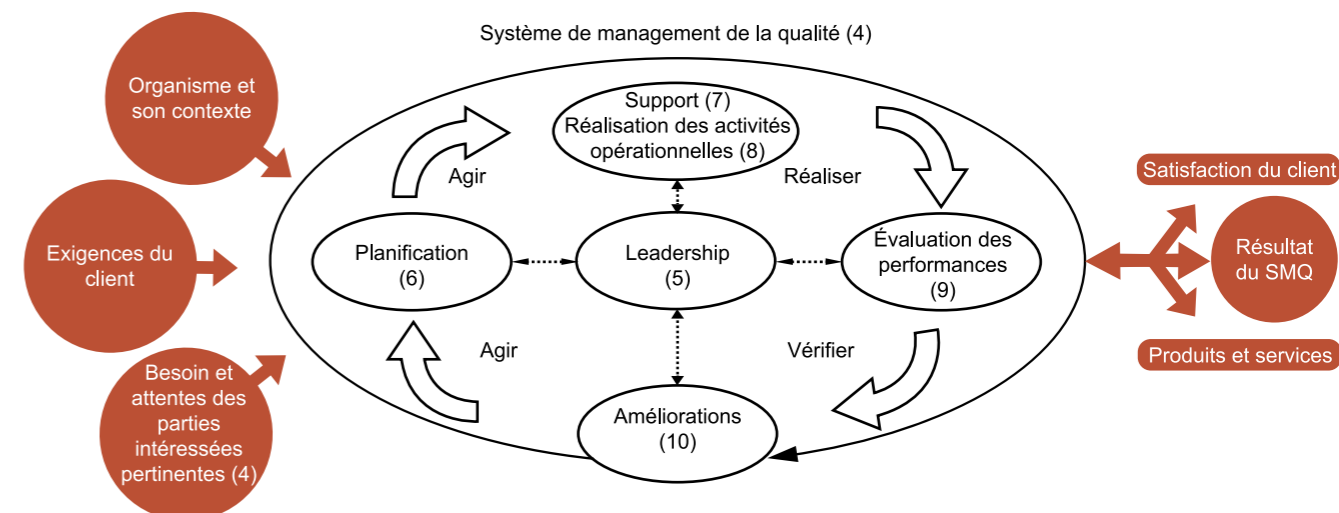 Système de management de la qualité (4)
Organisme et
son contexte
Support (7)
Réalisation des activités
opérationnelles (8)
Agir
Réaliser
Satisfaction du client
Exigences du
client
Planification
(6)
Leadership
(5)
Évaluation des
performances
(9)
Résultat
du SMQ
Agir
Vérifier
Produits et services
Besoin et
attentes des
parties
intéressées
pertinentes (4)
Améliorations
(10)